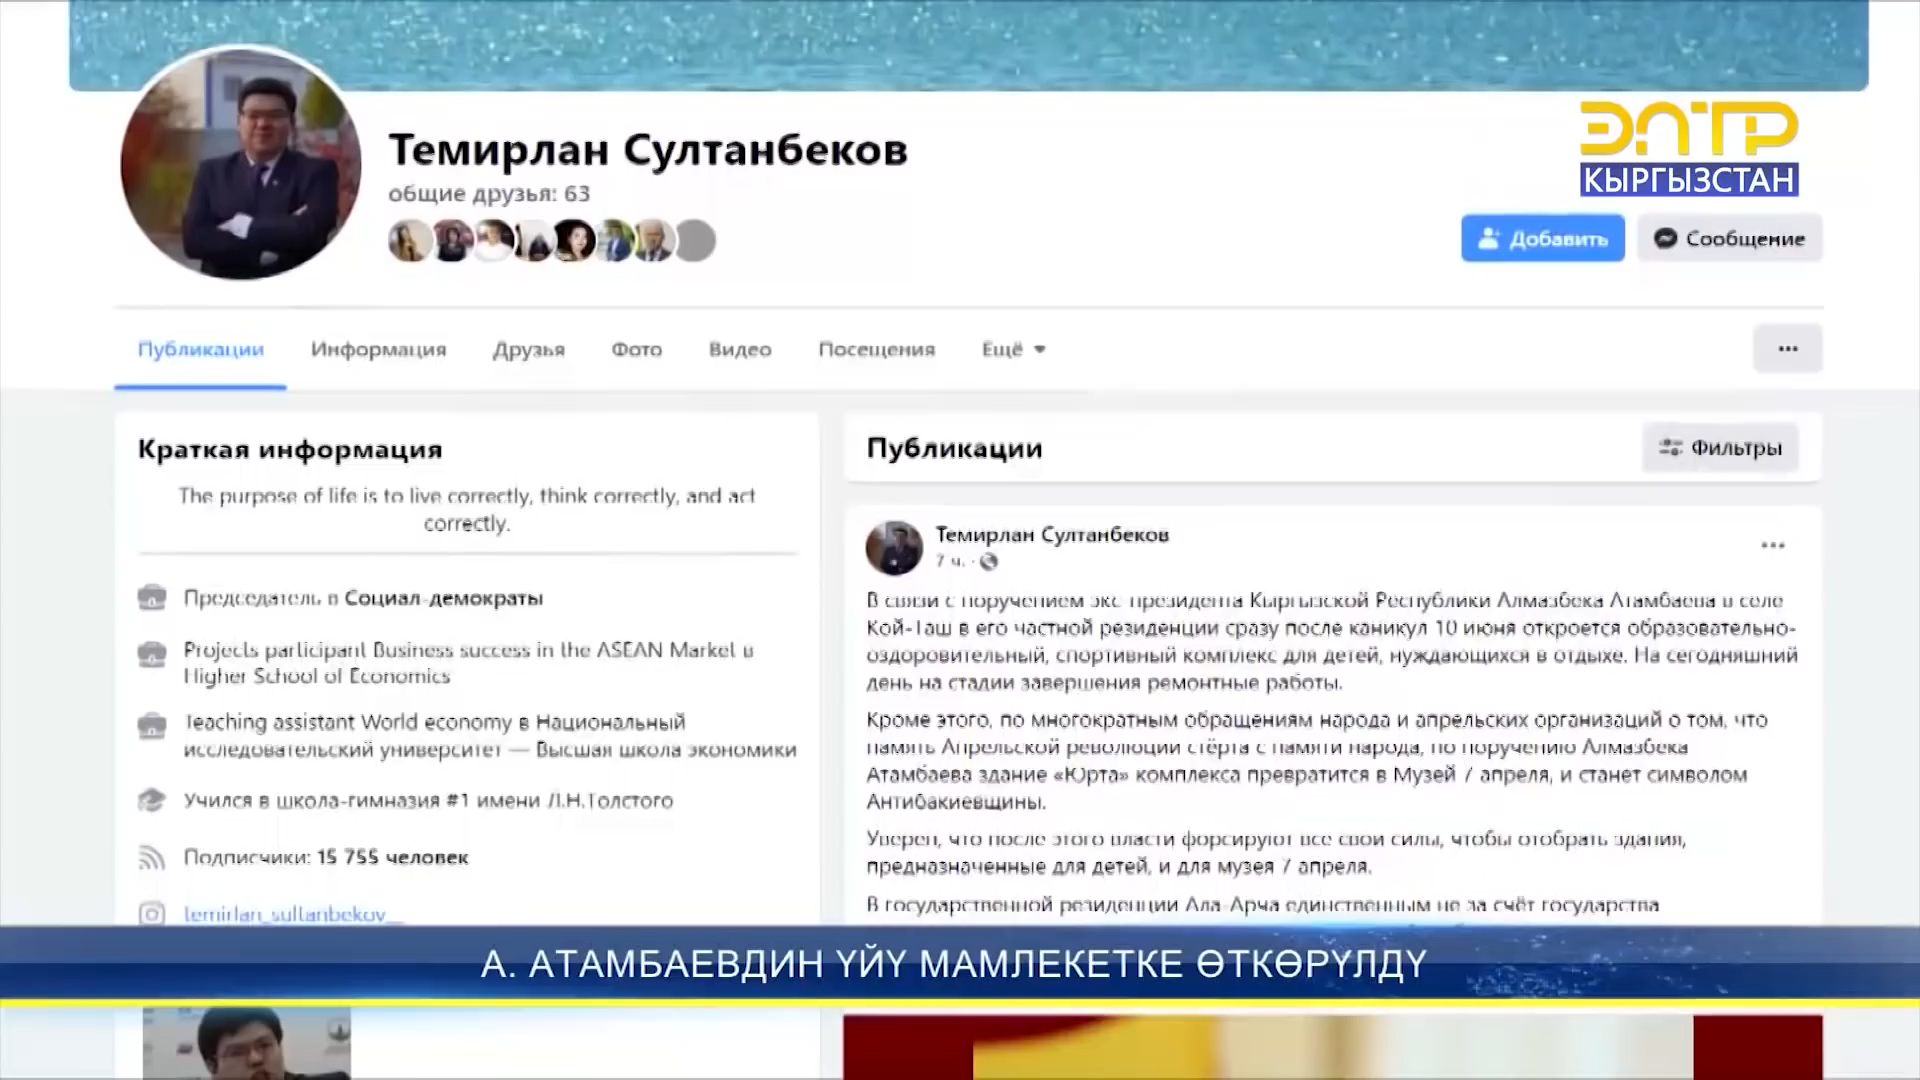 Темирлан Султанбеков
общие друзья: 63
ЭЛТР
КЫРГЫЗСТАН
Добавить
Сообщение
Публикации
Информация
Друзья
Фото
Видео
Посещения
Ещё
Краткая информация
The purpose of life is to live correctly, think correctly, and act
correctly.
Председатель в Социал-демократы
Projects participant Business success in the ASEAN Market в
Higher School of Economics
Teaching assistant World economy в Национальный
исследовательский университет — Высшая школа экономики
Учился в школа-гимназия #1 имени Л.Н.Толстого
Подписчики: 15 755 человек
temirlan_sultanbekov__
Публикации
Фильтры
Темирлан Султанбеков
7 ч.
В связи с поручением экс-президента Кыргызской Республики Алмазбека Атамбаева в селе
Кой-Таш в его частной резиденции сразу после каникул 10 июня откроется образовательно-
оздоровительный, спортивный комплекс для детей, нуждающихся в отдыхе. На сегодняшний
день на стадии завершения ремонтные работы.
Кроме этого, по многократным обращениям народа и апрельских организаций о том, что
память Апрельской революции стёрта с памяти народа, по поручению Алмазбека
Атамбаева здание «Юрта» комплекса превратится в Музей 7 апреля, и станет символом
Антибакиевщины.
Уверен, что после этого власти форсируют все свои силы, чтобы отобрать здания,
предназначенные для детей, и для музея 7 апреля.
В государственной резиденции Ала-Арча единственным не за счёт государства
А. АТАМБАЕВДИН ҮЙҮ МАМЛЕКЕТКЕ ӨТКӨРҮЛДҮ